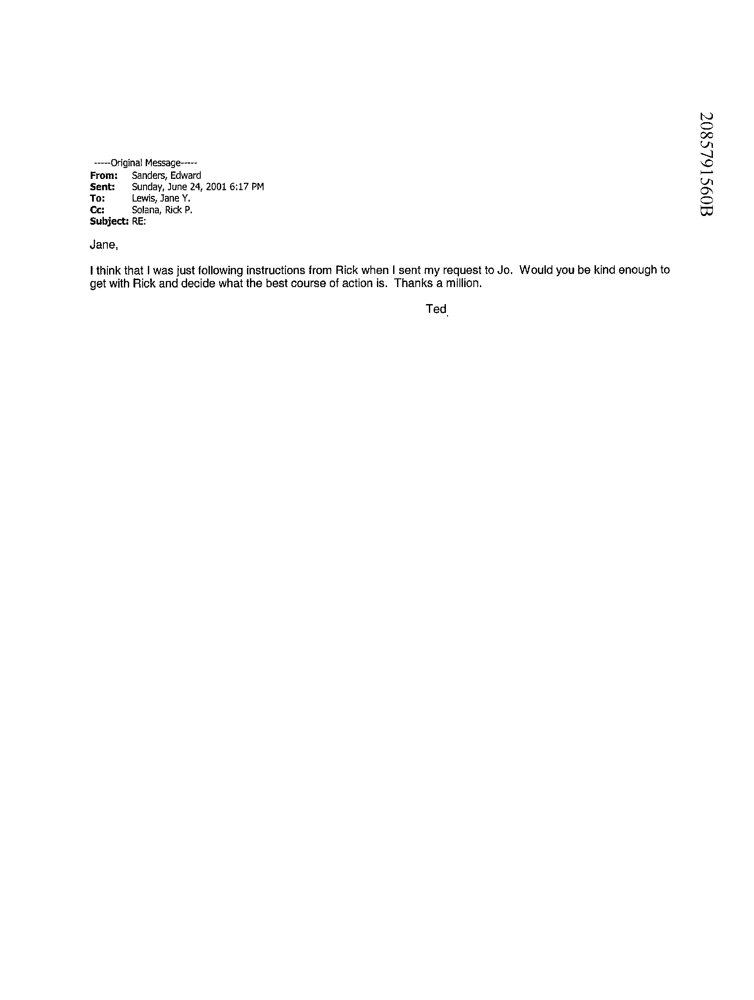 -----Original Message-----
From: Sanders, Edward
Sent: Sunday, June 24, 2001 6:17 PM
To: Lewis, Jane Y.
Cc: Solana, Rick P.
Subject: RE:
Jane,
I think that I was just following instructions from Rick when I sent my request to Jo. Would you be kind enough to
get with Rick and decide what the best course of action is. Thanks a million.
Ted
2085791560B